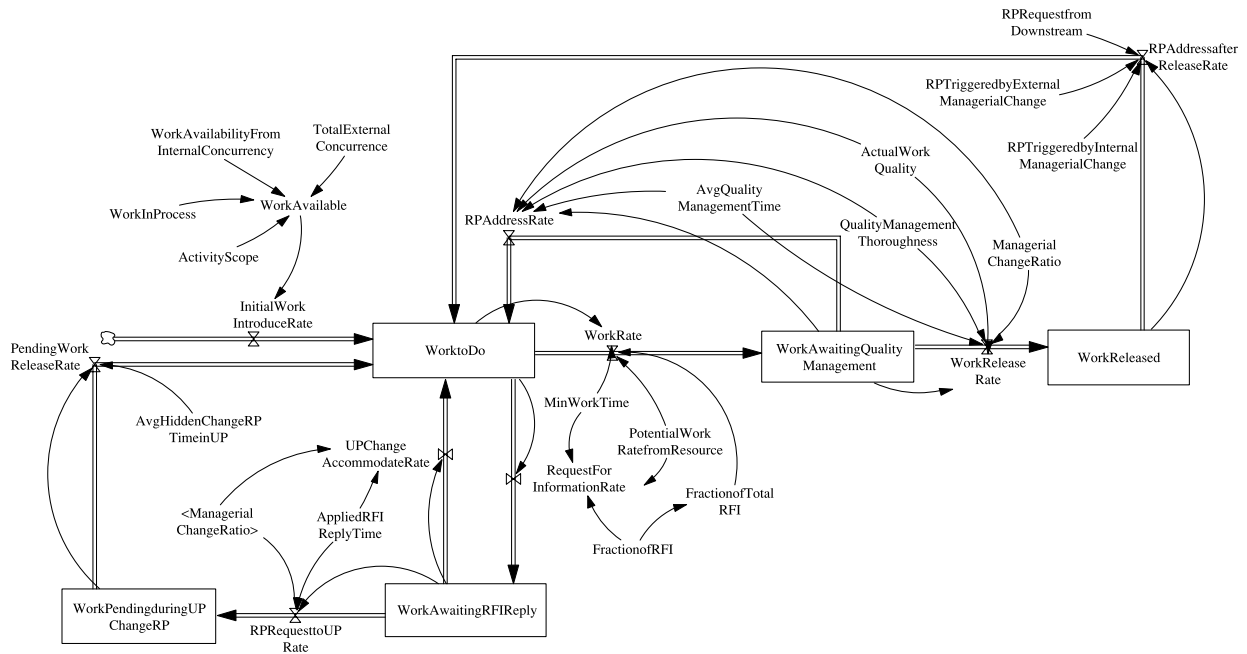 RPRequestfrom
Downstream
RPAddressafter
ReleaseRate
RPTriggeredbyExternal
ManagerialChange
RPTriggeredbyInternal
ManagerialChange
WorkAvailabilityFrom
InternalConcurrency
TotalExternal
Concurrence
WorkInProcess
WorkAvailable
ActivityScope
ActualWork
Quality
AvgQuality
ManagementTime
RPAddressRate
QualityManagement
Thoroughness
Managerial
ChangeRatio
InitialWork
IntroduceRate
PendingWork
ReleaseRate
WorktoDo
WorkRate
WorkAwaitingQuality
Management
WorkRelease
Rate
WorkReleased
AvgHiddenChangeRP
TimeinUP
MinWorkTime
PotentialWork
RatefromResource
UPChange
AccommodateRate
RequestFor
InformationRate
FractionofTotal
RFI
<Managerial
ChangeRatio>
AppliedRFI
ReplyTime
FractionofRFI
WorkPendingduringUP
ChangeRP
RPRequesttoUP
Rate
WorkAwaitingRFIReply